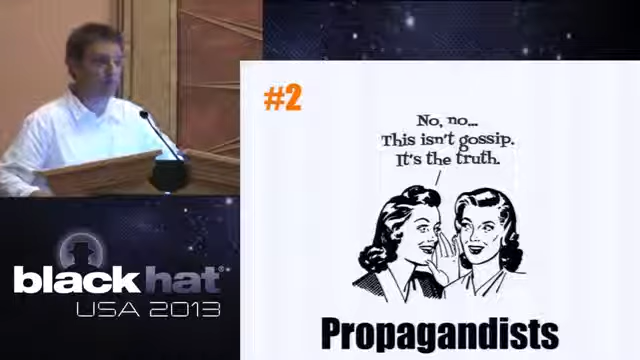 #2
No, no...
This isn't gossip.
It's the truth.
Propagandists
black hat®
USA 2013